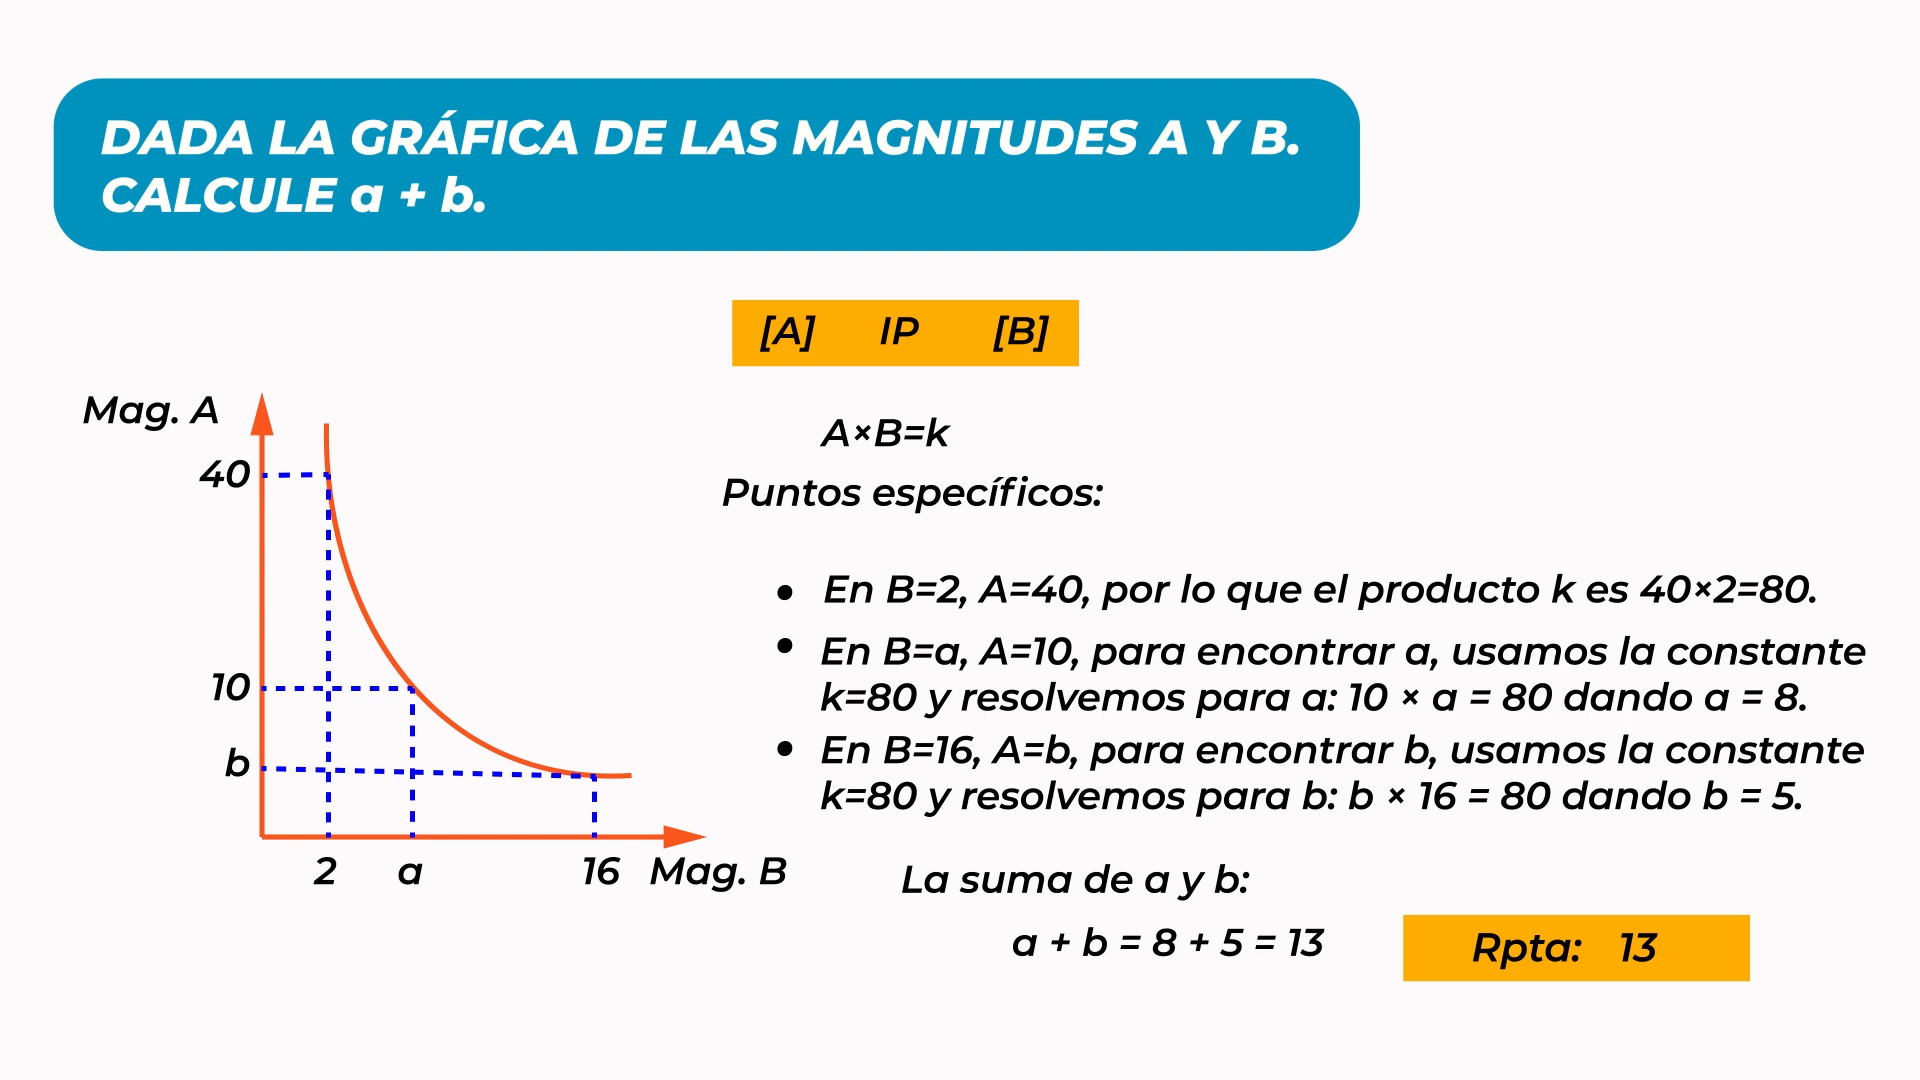 DADA LA GRÁFICA DE LAS MAGNITUDES A Y B.
CALCULE a + b.
[A] IP [B]
Mag. A
40
10
b
2 a 16 Mag. B
A×B=k
Puntos específicos:
• En B=2, A=40, por lo que el producto k es 40×2=80.
• En B=a, A=10, para encontrar a, usamos la constante
k=80 y resolvemos para a: 10 × a = 80 dando a = 8.
• En B=16, A=b, para encontrar b, usamos la constante
k=80 y resolvemos para b: b × 16 = 80 dando b = 5.
La suma de a y b:
a + b = 8 + 5 = 13
Rpta: 13